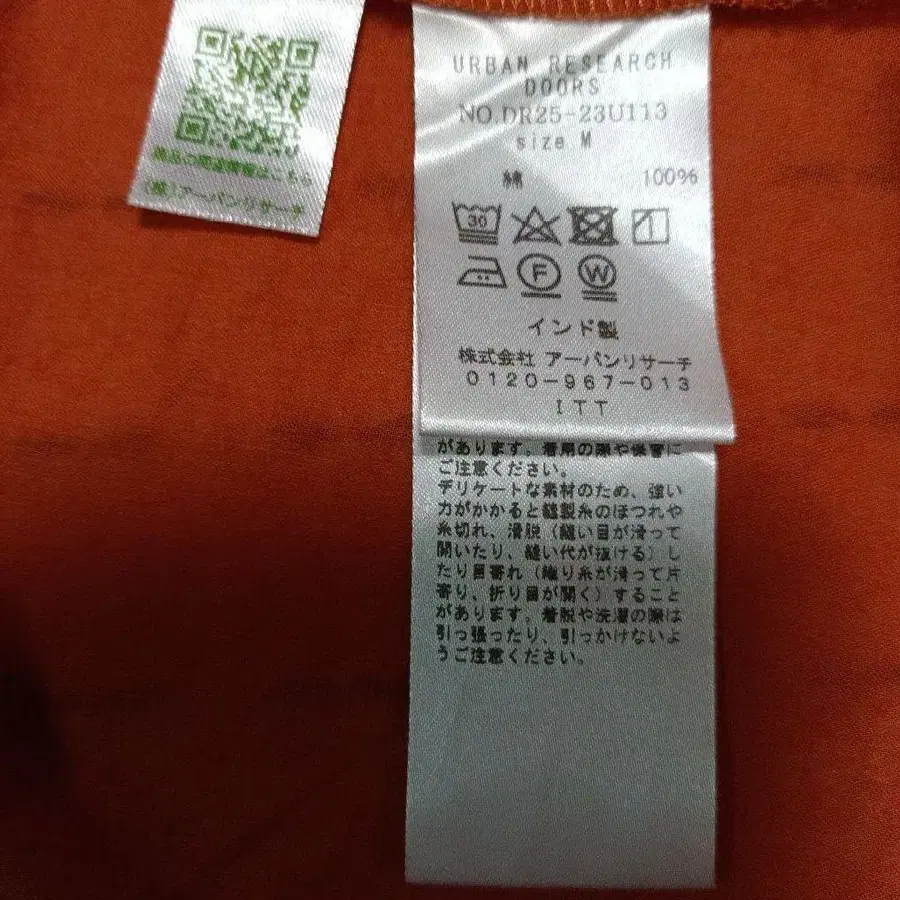 商品の関連情報はこちら
(株)アーバンリサーチ
URBAN RESEARCH
DOORS
NO.DR25-23U113
size M
綿 100%
30
F W
インド製
株式会社 アーバンリサーチ
0120-967-013
ITT
があります。着用の際や保管に
ご注意ください。
デリケートな素材のため、強い
力がかかると縫製糸のほつれや
糸切れ、滑脱（縫い目が滑って
開いたり、縫い代が抜ける）し
たり目寄れ（織り糸が滑って片
寄り、折り目が開く）すること
があります。着脱や洗濯の際は
引っ張ったり、引っかけないよ
うご注意ください。